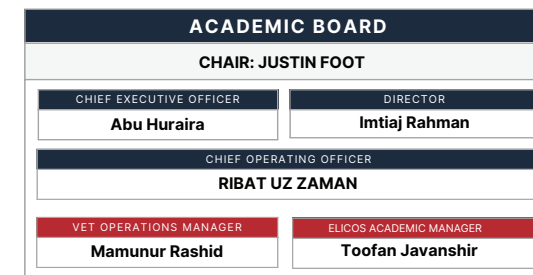 ACADEMIC BOARD
CHAIR: JUSTIN FOOT
CHIEF EXECUTIVE OFFICER
Abu Huraira
DIRECTOR
Imtiaj Rahman
CHIEF OPERATING OFFICER
RIBAT UZ ZAMAN
VET OPERATIONS MANAGER
Mamunur Rashid
ELICOS ACADEMIC MANAGER
Toofan Javanshir